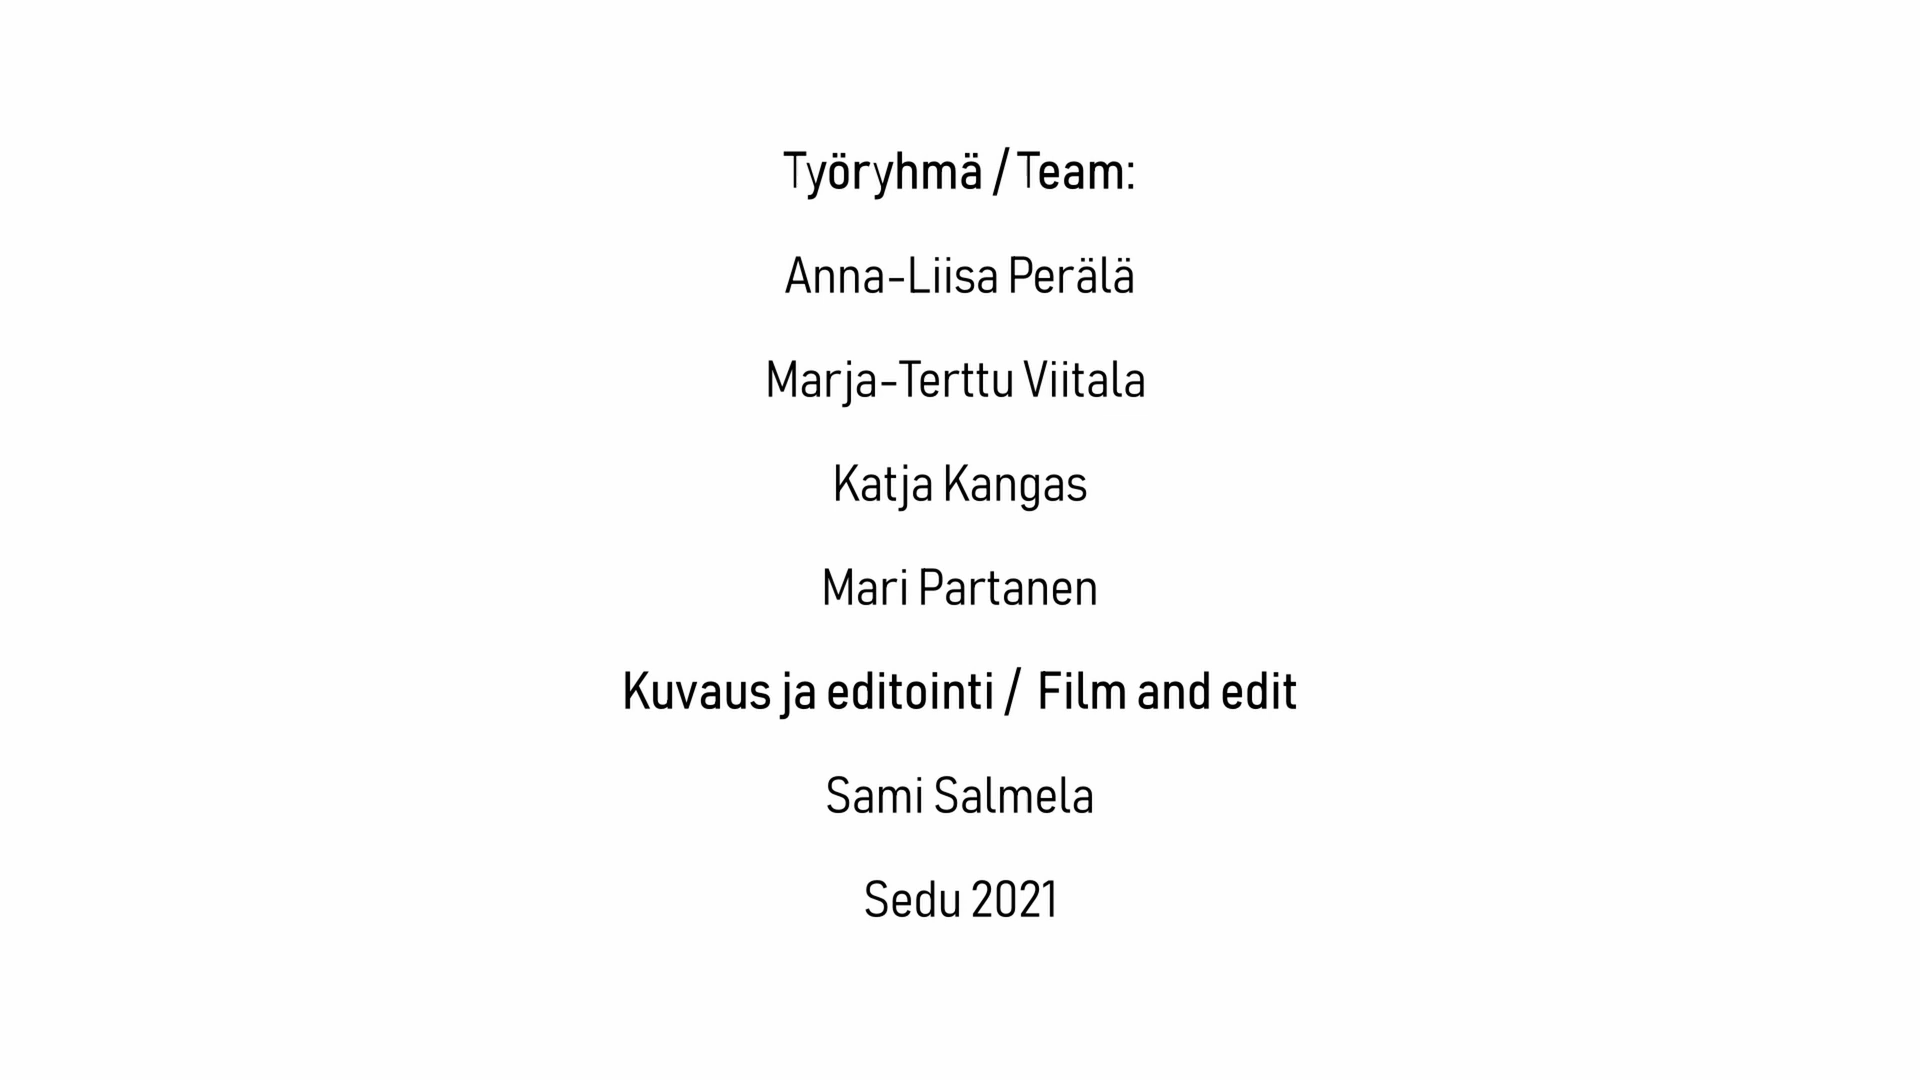 Työryhmä / Team:
Anna-Liisa Perälä
Marja-Terttu Viitala
Katja Kangas
Mari Partanen
Kuvaus ja editointi / Film and edit
Sami Salmela
Sedu 2021